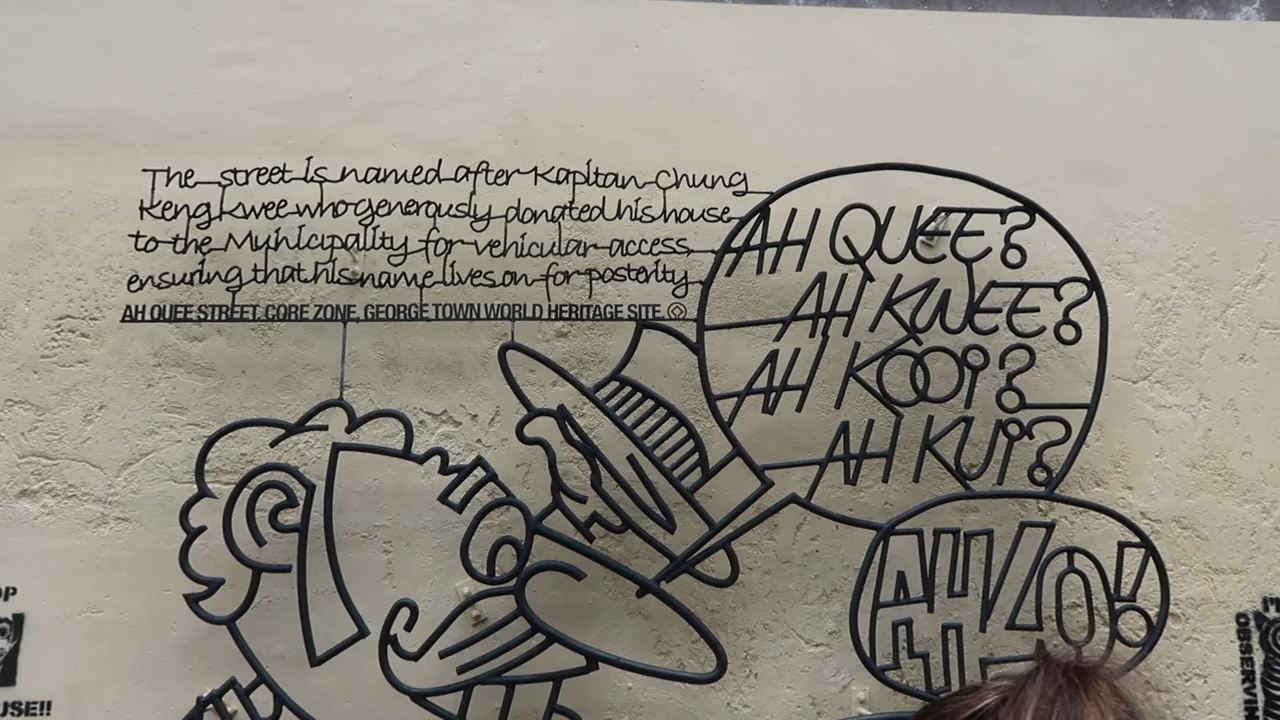 The street is named after Kapitan Chung
Keng Kwee who generously donated his house
to the Municipality for vehicular access,
ensuring that his name lives on for posterity.
AH QUEE STREET, CORE ZONE, GEORGE TOWN WORLD HERITAGE SITE.
AH QUEE?
AH KWEE?
AH KOOI?
AH KUI?
OP
USE!!